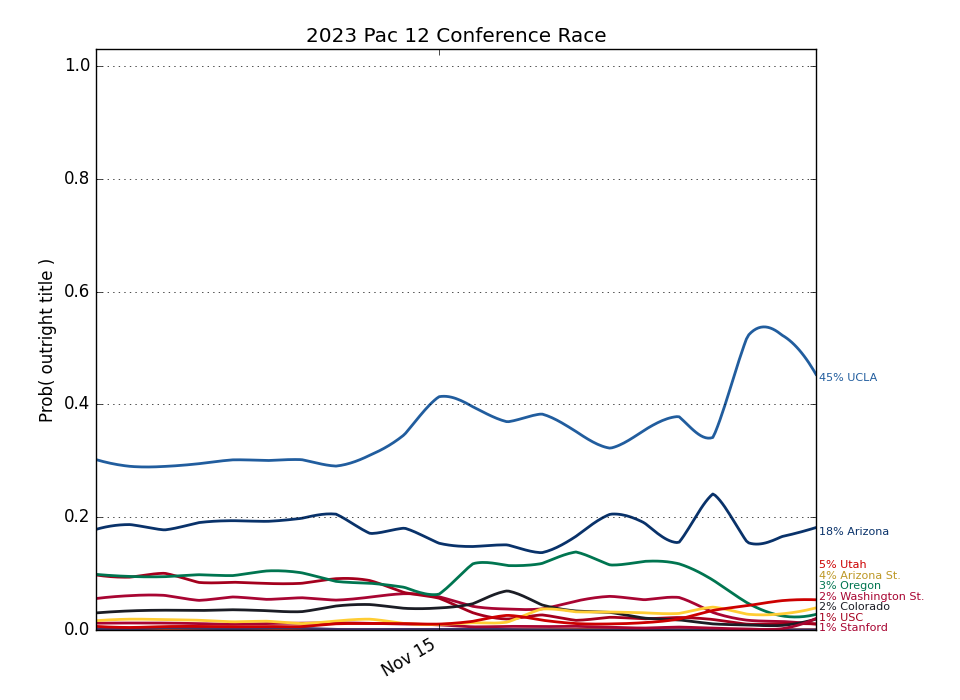 2023 Pac 12 Conference Race
Prob( outright title )
1.0
0.8
0.6
0.4
0.2
0.0
Nov 15
45% UCLA
18% Arizona
5% Utah
4% Arizona St.
3% Oregon
2% Washington St.
2% Colorado
1% USC
1% Stanford